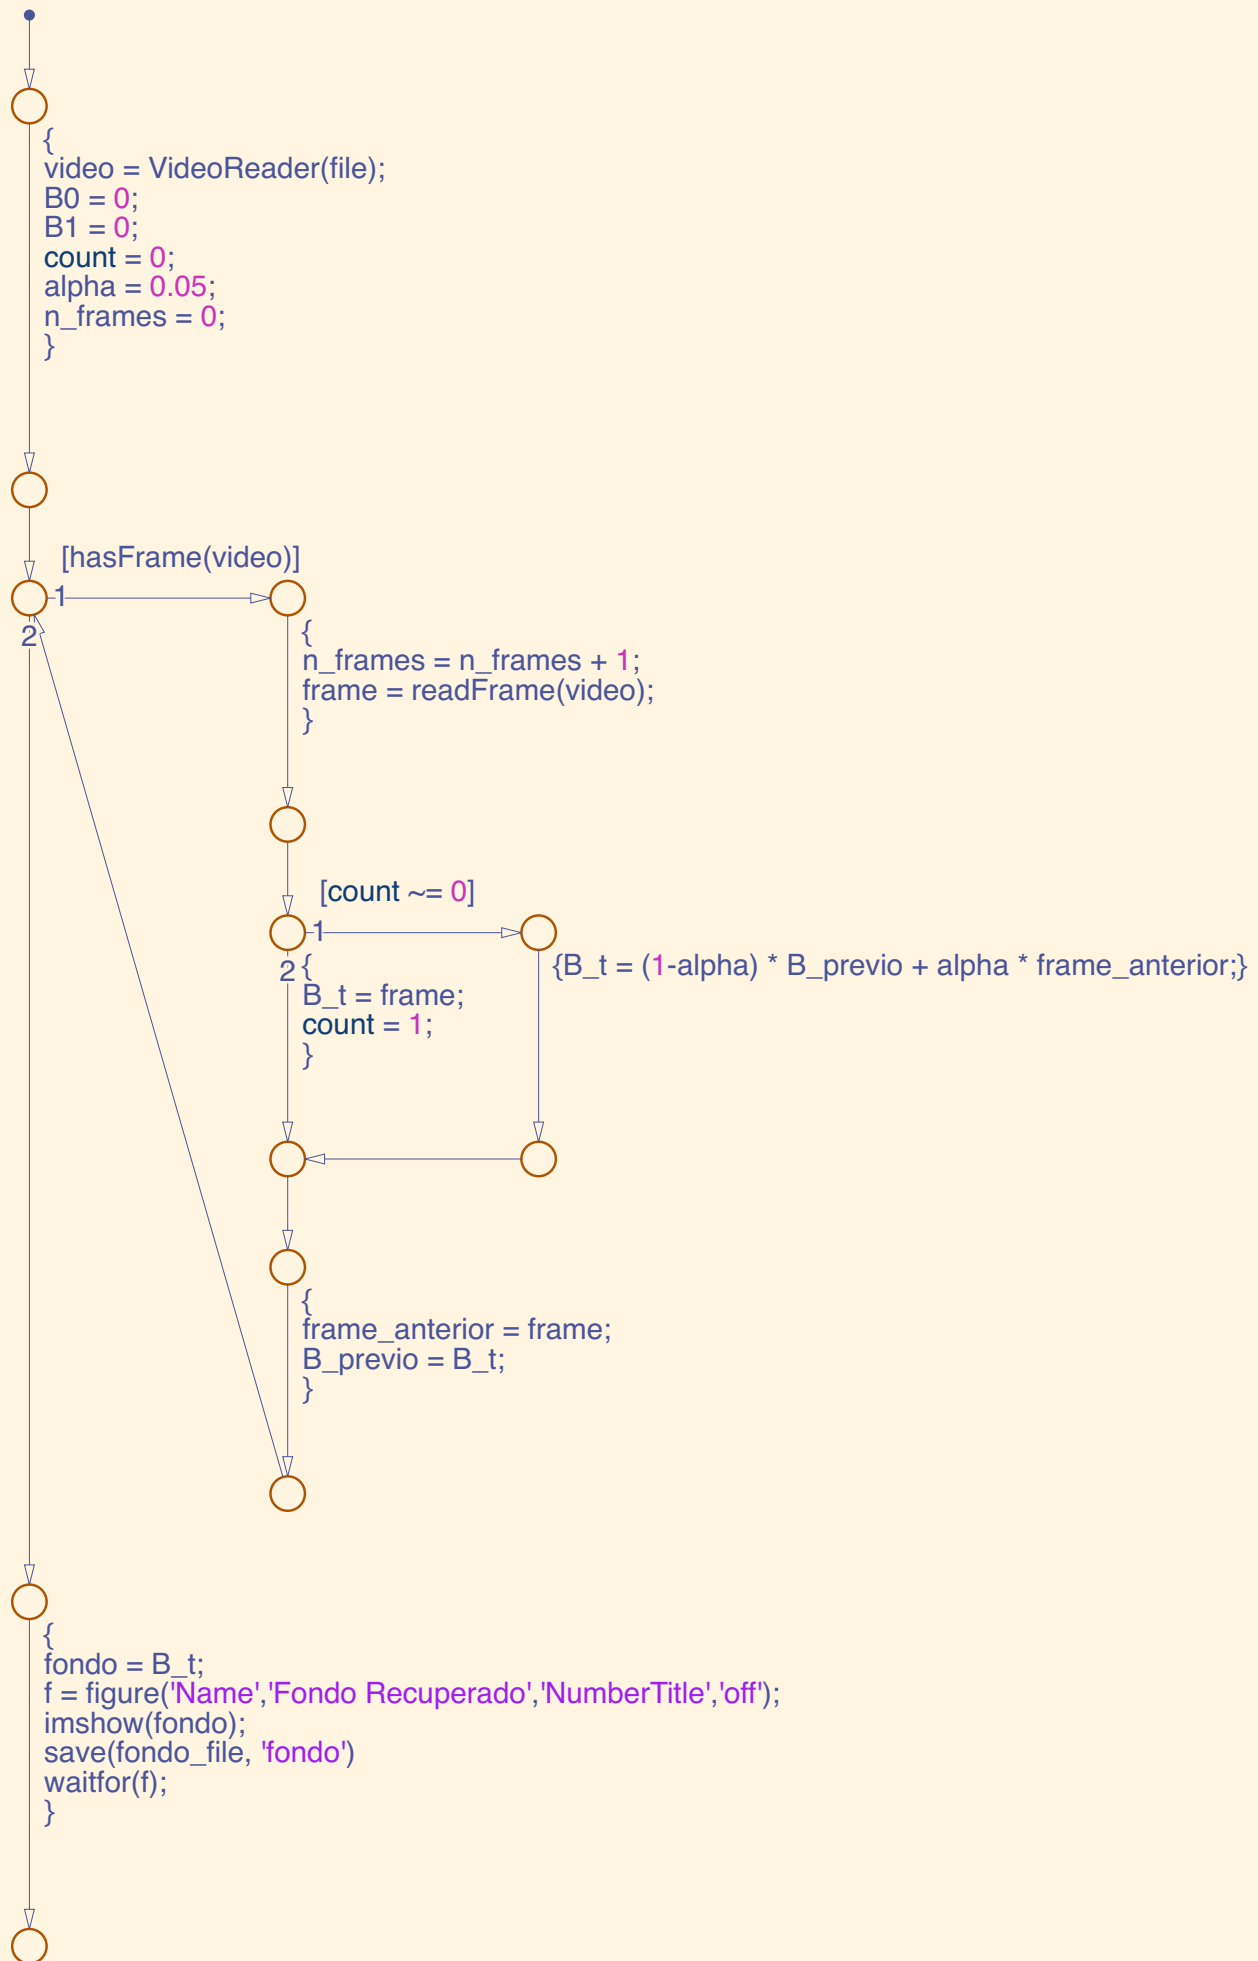 {
video = VideoReader(file);
B0 = 0;
B1 = 0;
count = 0;
alpha = 0.05;
n_frames = 0;
}
[hasFrame(video)]
1
2
{
n_frames = n_frames + 1;
frame = readFrame(video);
}
[count ~= 0]
1
2
{B_t = (1-alpha) * B_previo + alpha * frame_anterior;}
{
B_t = frame;
count = 1;
}
{
frame_anterior = frame;
B_previo = B_t;
}
{
fondo = B_t;
f = figure('Name','Fondo Recuperado','NumberTitle','off');
imshow(fondo);
save(fondo_file, 'fondo')
waitfor(f);
}